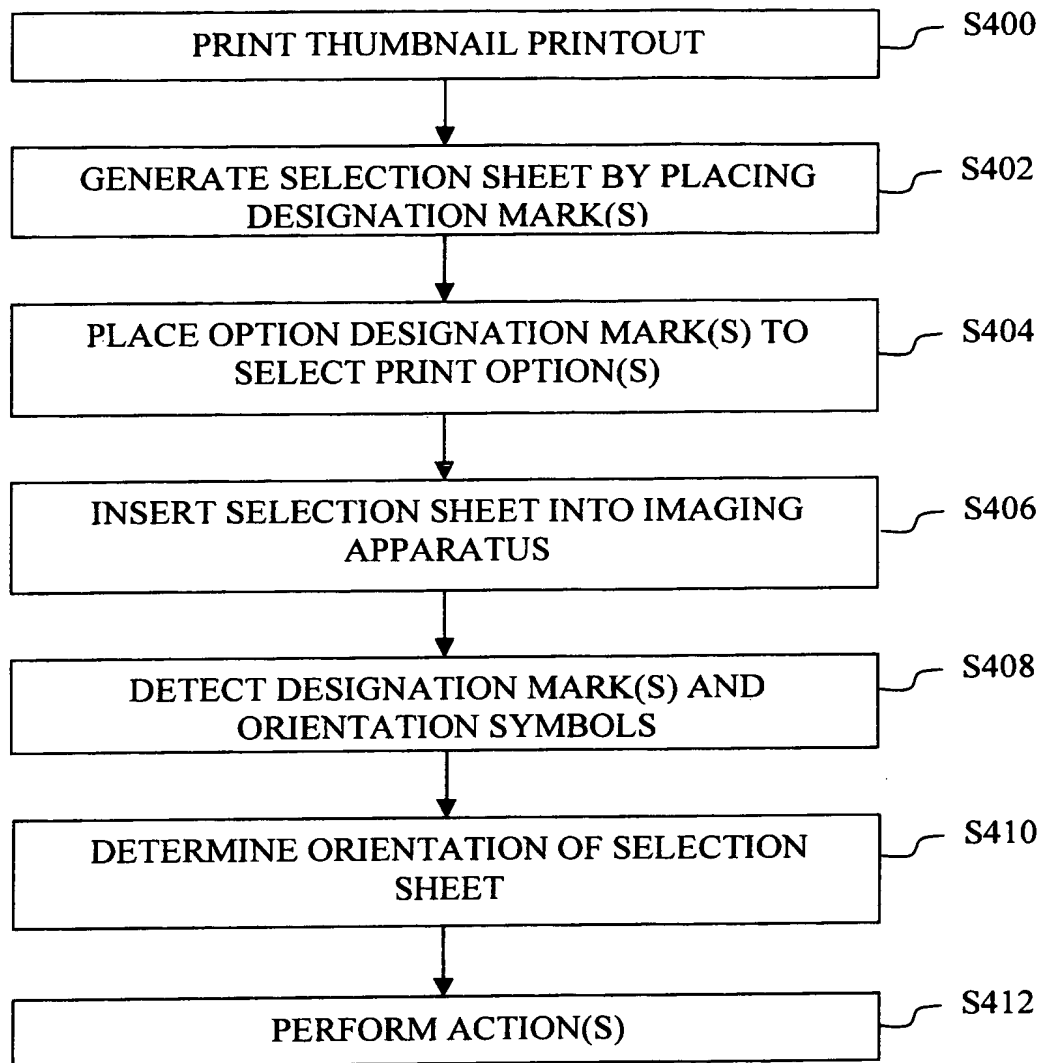 PRINT THUMBNAIL PRINTOUT
S400
GENERATE SELECTION SHEET BY PLACING
DESIGNATION MARK(S)
S402
PLACE OPTION DESIGNATION MARK(S) TO
SELECT PRINT OPTION(S)
S404
INSERT SELECTION SHEET INTO IMAGING
APPARATUS
S406
DETECT DESIGNATION MARK(S) AND
ORIENTATION SYMBOLS
S408
DETERMINE ORIENTATION OF SELECTION
SHEET
S410
PERFORM ACTION(S)
S412